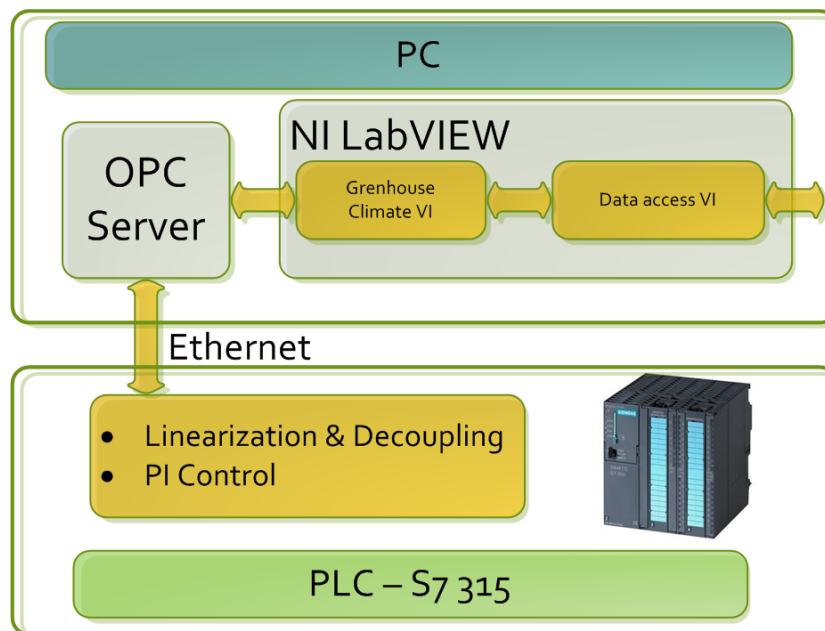 PC
NI LabVIEW
OPC
Server
Grenhouse
Climate VI
Data access VI
Ethernet
• Linearization & Decoupling
• PI Control
SIEMENS
PLC – S7 315